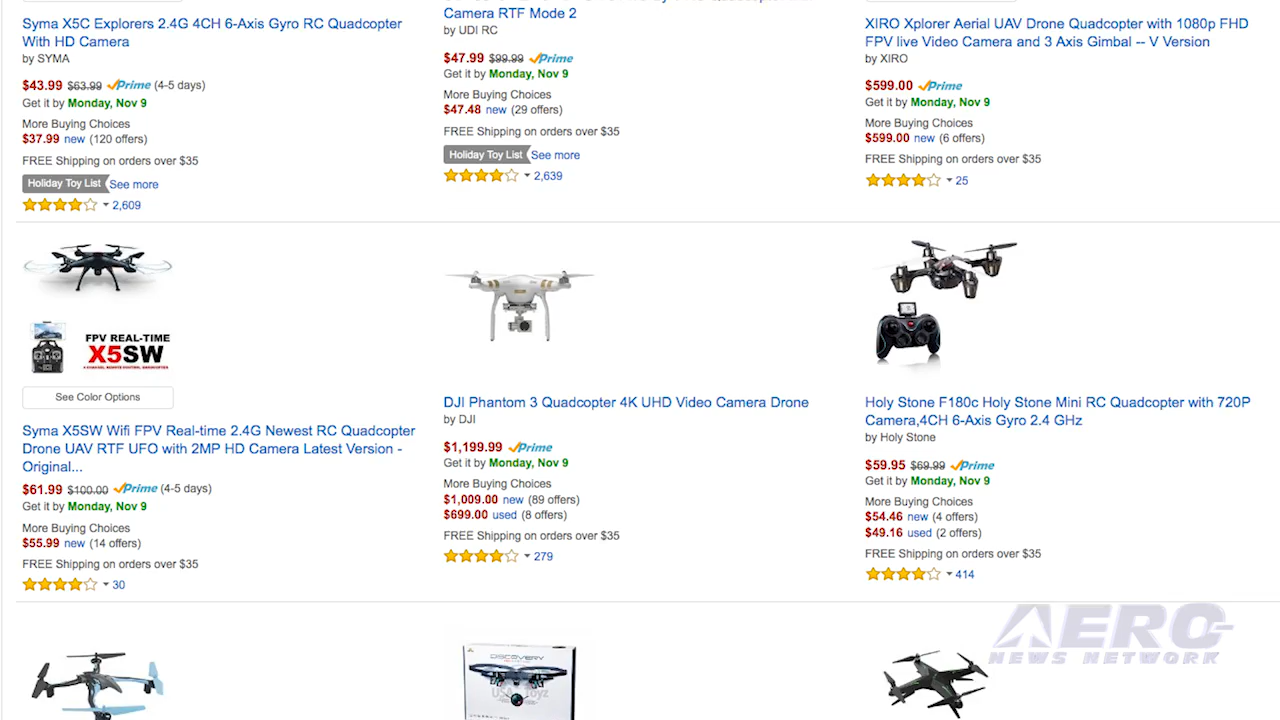 Syma X5C Explorers 2.4G 4CH 6-Axis Gyro RC Quadcopter
With HD Camera
by SYMA
$43.99 $63.99 Prime (4-5 days)
Get it by Monday, Nov 9
More Buying Choices
$37.99 new (120 offers)
FREE Shipping on orders over $35
Holiday Toy List See more
2,609
Camera RTF Mode 2
by UDI RC
$47.99 $99.99 Prime
Get it by Monday, Nov 9
More Buying Choices
$47.48 new (29 offers)
FREE Shipping on orders over $35
Holiday Toy List See more
2,639
XIRO Xplorer Aerial UAV Drone Quadcopter with 1080p FHD
FPV live Video Camera and 3 Axis Gimbal -- V Version
by XIRO
$599.00 Prime
Get it by Monday, Nov 9
More Buying Choices
$599.00 new (6 offers)
FREE Shipping on orders over $35
25
FPV REAL-TIME
X5SW
See Color Options
Syma X5SW Wifi FPV Real-time 2.4G Newest RC Quadcopter
Drone UAV RTF UFO with 2MP HD Camera Latest Version -
Original...
$61.99 $100.00 Prime (4-5 days)
Get it by Monday, Nov 9
More Buying Choices
$55.99 new (14 offers)
FREE Shipping on orders over $35
30
DJI Phantom 3 Quadcopter 4K UHD Video Camera Drone
by DJI
$1,199.99 Prime
Get it by Monday, Nov 9
More Buying Choices
$1,009.00 new (89 offers)
$699.00 used (8 offers)
FREE Shipping on orders over $35
279
Holy Stone F180c Holy Stone Mini RC Quadcopter with 720P
Camera,4CH 6-Axis Gyro 2.4 GHz
by Holy Stone
$59.95 $69.99 Prime
Get it by Monday, Nov 9
More Buying Choices
$54.46 new (4 offers)
$49.16 used (2 offers)
FREE Shipping on orders over $35
414
DISCOVERY
USA Toyz
AERO
NEWS NETWORK